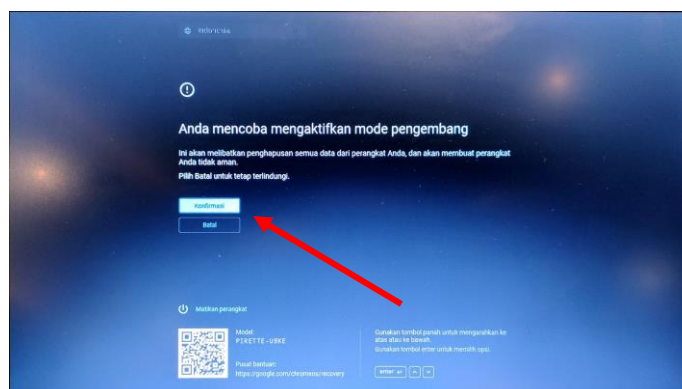 Indonesia
Anda mencoba mengaktifkan mode pengembang
Ini akan melibatkan penghapusan semua data dari perangkat Anda, dan akan membuat perangkat
Anda tidak aman.
Pilih Batal untuk tetap terlindungi.
Konfirmasi
Batal
Matikan perangkat
Model:
PIRETTE-UBKE
Pusat bantuan:
https://google.com/chromeos/recovery
Gunakan tombol panah untuk mengarahkan ke
atas atau ke bawah.
Gunakan tombol enter untuk memilih opsi.
enter